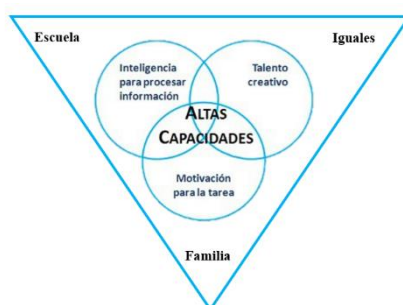 Escuela
Iguales
Inteligencia
para procesar
información
Talento
creativo
ALTAS
CAPACIDADES
Motivación
para la tarea
Familia